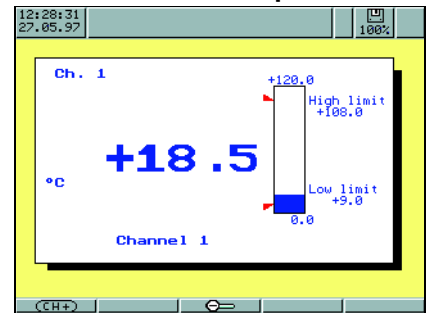 12:28:31
27.05.97
100%
Ch. 1
+120.0
High limit
+108.0
+18.5
°C
Low limit
+9.0
0.0
Channel 1
(CH+)